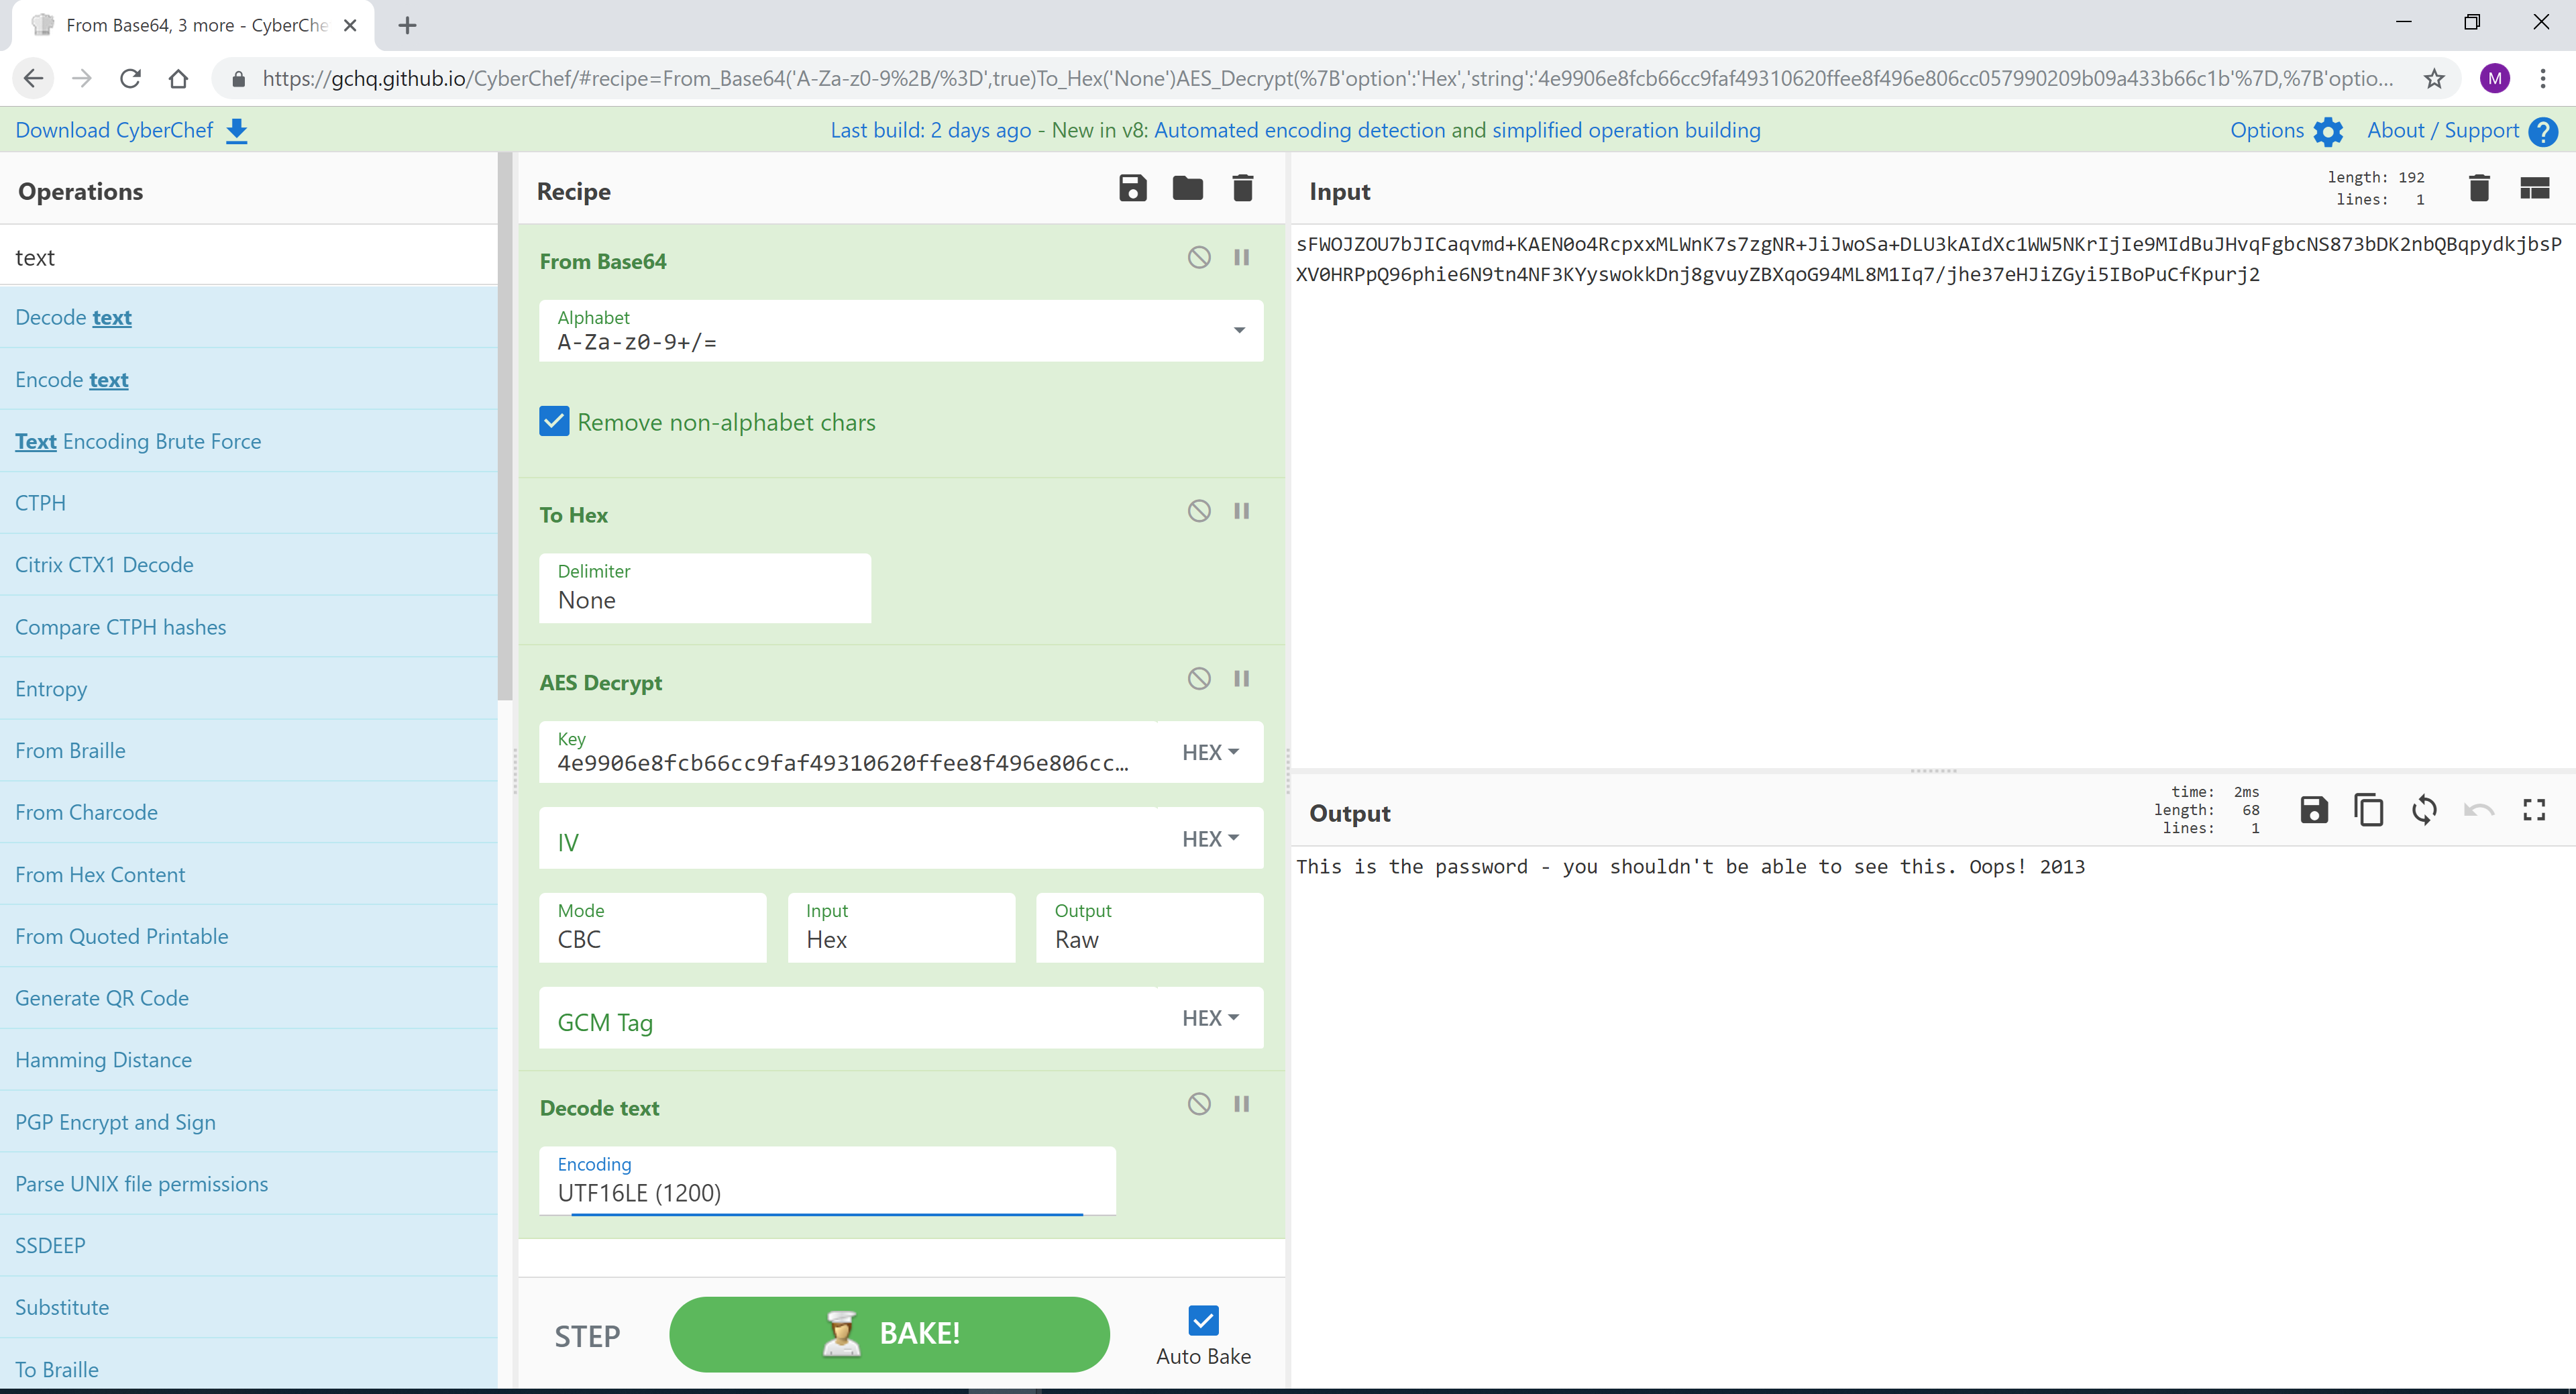 From Base64, 3 more - CyberChe
https://gchq.github.io/CyberChef/#recipe=From_Base64('A-Za-z0-9%2B/%3D',true)To_Hex('None')AES_Decrypt(%7B'option':'Hex','string':'4e9906e8fcb66cc9faf49310620ffee8f496e806cc057990209b09a433b66c1b'%7D,%7B'optio...
M
Download CyberChef
Last build: 2 days ago - New in v8: Automated encoding detection and simplified operation building
Options
About / Support
Operations
text
Decode text
Encode text
Text Encoding Brute Force
CTPH
Citrix CTX1 Decode
Compare CTPH hashes
Entropy
From Braille
From Charcode
From Hex Content
From Quoted Printable
Generate QR Code
Hamming Distance
PGP Encrypt and Sign
Parse UNIX file permissions
SSDEEP
Substitute
To Braille
Recipe
From Base64
Alphabet
A-Za-z0-9+/=
Remove non-alphabet chars
To Hex
Delimiter
None
AES Decrypt
Key
4e9906e8fcb66cc9faf49310620ffee8f496e806cc…
HEX
IV
HEX
Mode
CBC
Input
Hex
Output
Raw
GCM Tag
HEX
Decode text
Encoding
UTF16LE (1200)
STEP
BAKE!
Auto Bake
Input
length: 192
lines: 1
sFWOJZOU7bJICaqvmd+KAEN0o4RcpxxMLWnK7s7zgNR+JiJwoSa+DLU3kAIdXc1WW5NKrIjIe9MIdBuJHvqFgbcNS873bDK2nbQBqpydkjbsP
XV0HRPpQ96phie6N9tn4NF3KYyswokkDnj8gvuyZBXqoG94ML8M1Iq7/jhe37eHJiZGyi5IBoPuCfKpurj2
Output
time: 2ms
length: 68
lines: 1
This is the password - you shouldn't be able to see this. Oops! 2013